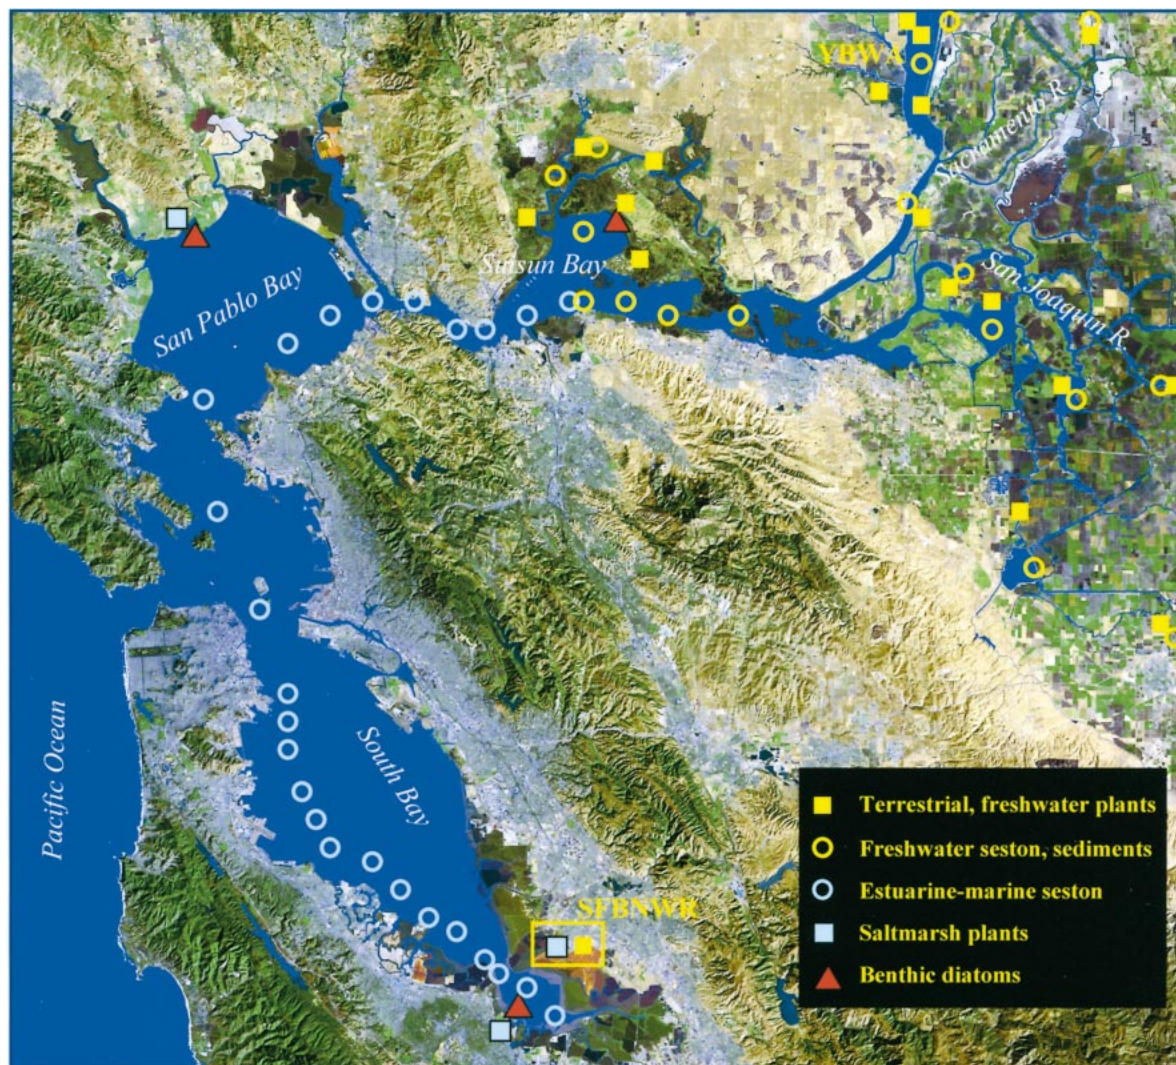 YBWA
Sacramento R.
Suisun Bay
San Pablo Bay
San Joaquin R.
South Bay
Pacific Ocean
SFBNWR
Terrestrial, freshwater plants
Freshwater seston, sediments
Estuarine-marine seston
Saltmarsh plants
Benthic diatoms